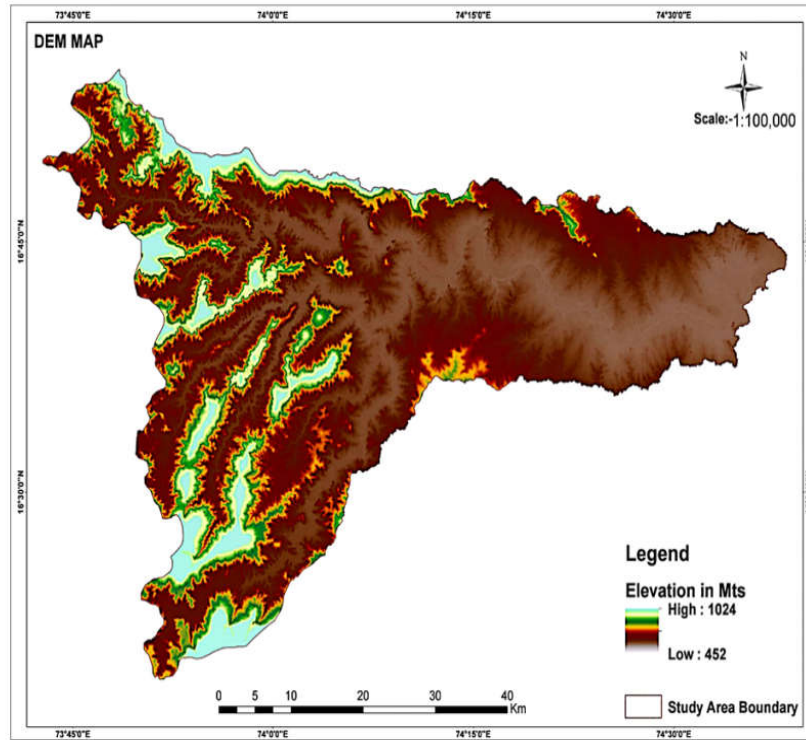 73°45'0"E 74°0'0"E 74°15'0"E 74°30'0"E
DEM MAP
Scale:-1:100,000
16°45'0"N
16°30'0"N
Legend
Elevation in Mts
High : 1024
Low : 452
Study Area Boundary
0 5 10 20 30 40
Km
73°45'0"E 74°0'0"E 74°15'0"E 74°30'0"E